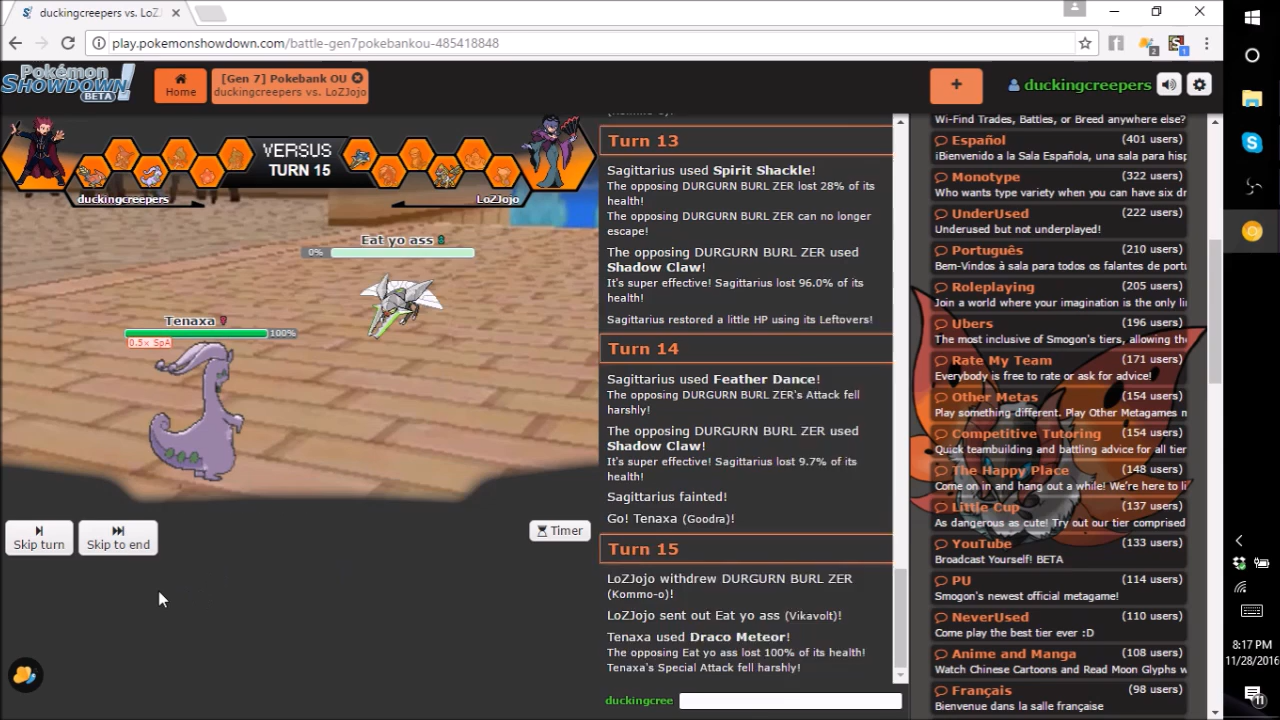 duckingcreepers vs. LoZJ
play.pokemonshowdown.com/battle-gen7pokebankou-485418848
2
1
Pokémon
SHOWDOWN!
BETA
Home
[Gen 7] Pokebank OU
duckingcreepers vs. LoZJojo
+
duckingcreepers
VERSUS
TURN 15
duckingcreepers
LoZJojo
Eat yo ass
0%
Tenaxa
100%
0.5x SpA
Skip turn
Skip to end
Timer
Turn 13
Sagittarius used Spirit Shackle!
The opposing DURGURN BURL ZER lost 28% of its
health!
The opposing DURGURN BURL ZER can no longer
escape!
The opposing DURGURN BURL ZER used
Shadow Claw!
It's super effective! Sagittarius lost 96.0% of its
health!
Sagittarius restored a little HP using its Leftovers!
Turn 14
Sagittarius used Feather Dance!
The opposing DURGURN BURL ZER's Attack fell
harshly!
The opposing DURGURN BURL ZER used
Shadow Claw!
It's super effective! Sagittarius lost 9.7% of its
health!
Sagittarius fainted!
Go! Tenaxa (Goodra)!
Turn 15
LoZJojo withdrew DURGURN BURL ZER
(Kommo-o)!
LoZJojo sent out Eat yo ass (Vikavolt)!
Tenaxa used Draco Meteor!
The opposing Eat yo ass lost 100% of its health!
Tenaxa's Special Attack fell harshly!
duckingcree
Wi-Fi Trades, Battles, or Breed anywhere else?
Español (401 users)
¡Bienvenido a la Sala Española, una sala para hisp
Monotype (322 users)
Who wants type variety when you can have six dr
UnderUsed (222 users)
Underused but not underplayed!
Português (210 users)
Bem-Vindos à sala para todos os falantes de portu
Roleplaying (205 users)
Join a world where your imagination is the only li
Ubers (196 users)
The most inclusive of Smogon's tiers, allowing the
Rate My Team (171 users)
Everybody is free to rate or ask for advice!
Other Metas (154 users)
Play something different. Play Other Metagames n
Competitive Tutoring (154 users)
Quick teambuilding and battling advice for all tier
The Happy Place (148 users)
Come on in and hang out a while! We're here to li
Little Cup (137 users)
As dangerous as cute! Try out our tier comprised
YouTube (133 users)
Broadcast Yourself! BETA
PU (114 users)
Smogon's newest official metagame!
NeverUsed (110 users)
Come play the best tier ever :D
Anime and Manga (108 users)
Watch Chinese Cartoons and Read Moon Glyphs w
Français (98 users)
Bienvenue dans la salle française
8:17 PM
11/28/2016
11